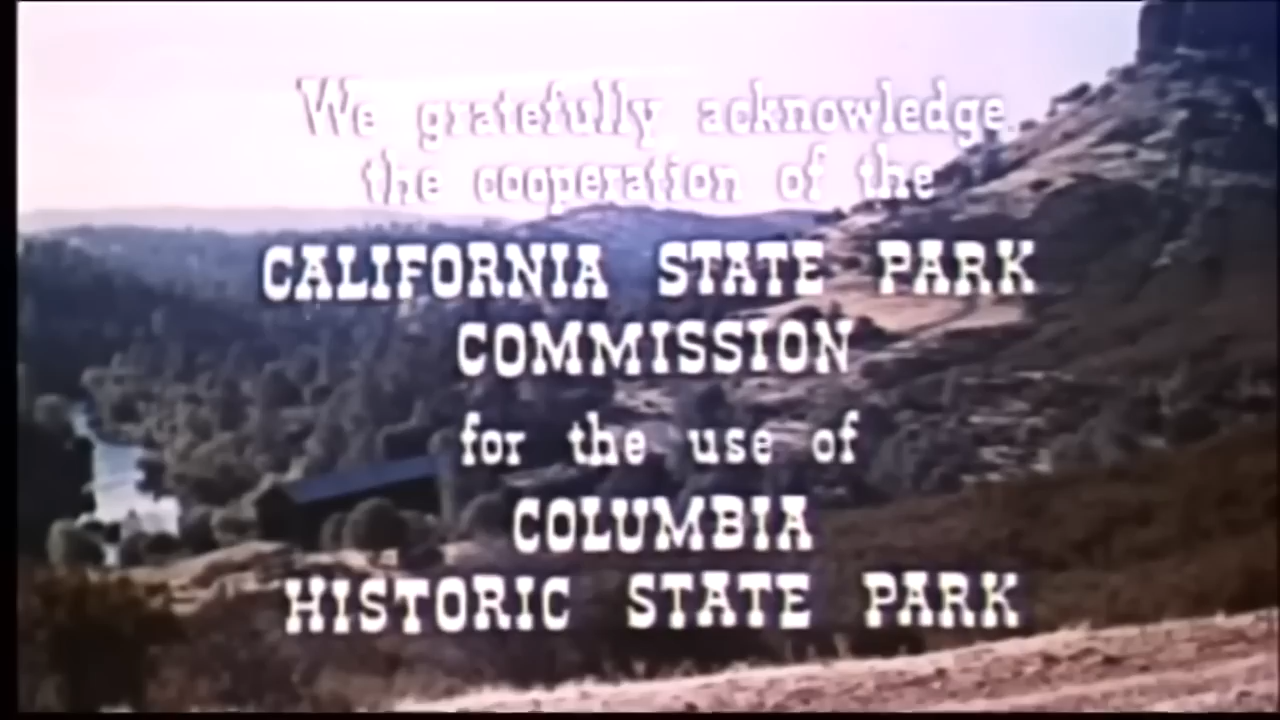 We gratefully acknowledge
the cooperation of the
CALIFORNIA STATE PARK
COMMISSION
for the use of
COLUMBIA
HISTORIC STATE PARK